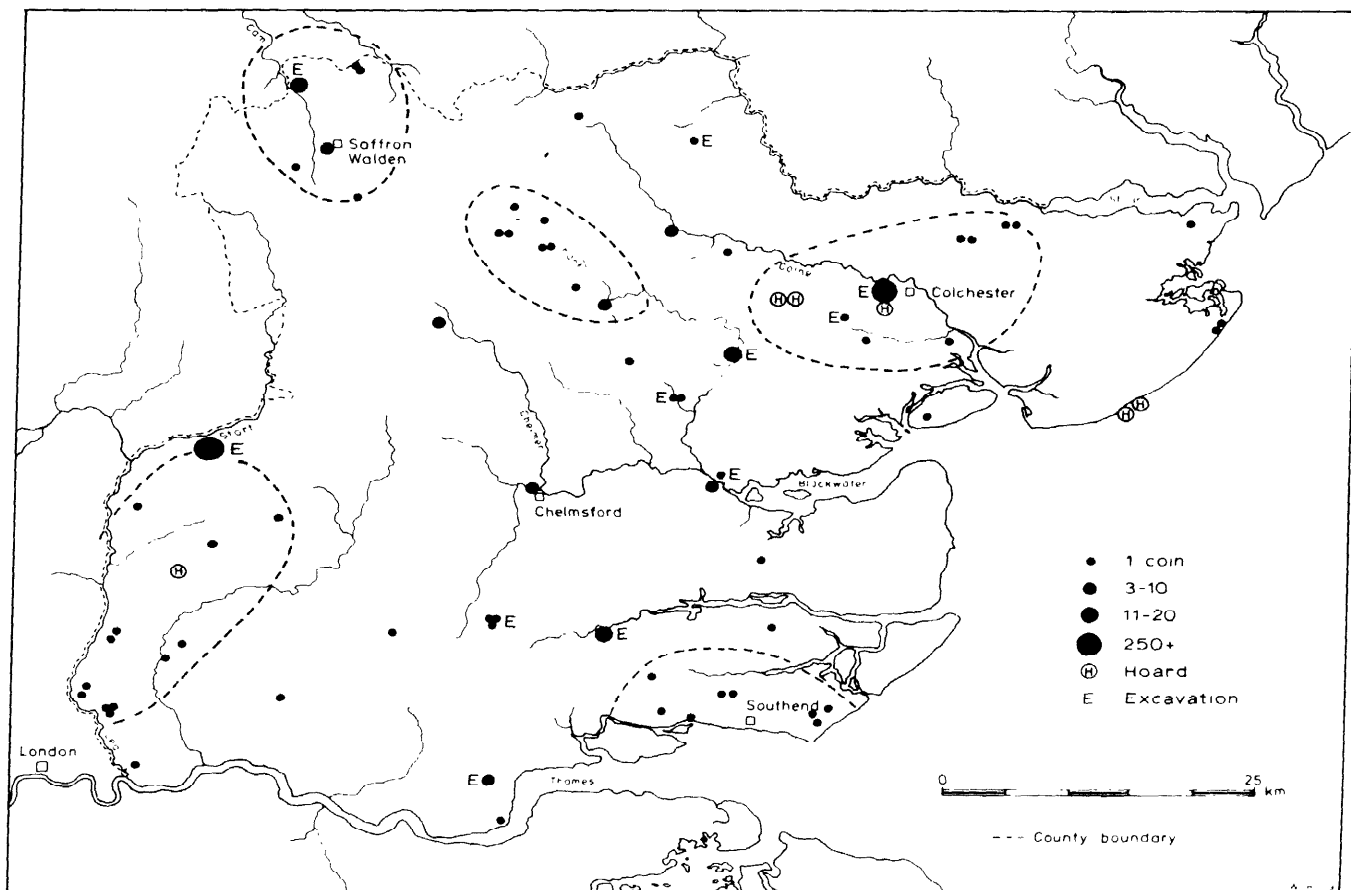 Cam
E
Saffron
Walden
E
Colne
E
Colchester
H H
H
E
E
E
Stort
E
Chelmer
H H
E
Blackwater
Chelmsford
H
E
E
Southend
London
E
Thames
1 coin
3-10
11-20
250+
H Hoard
E Excavation
0 25
km
--- County boundary